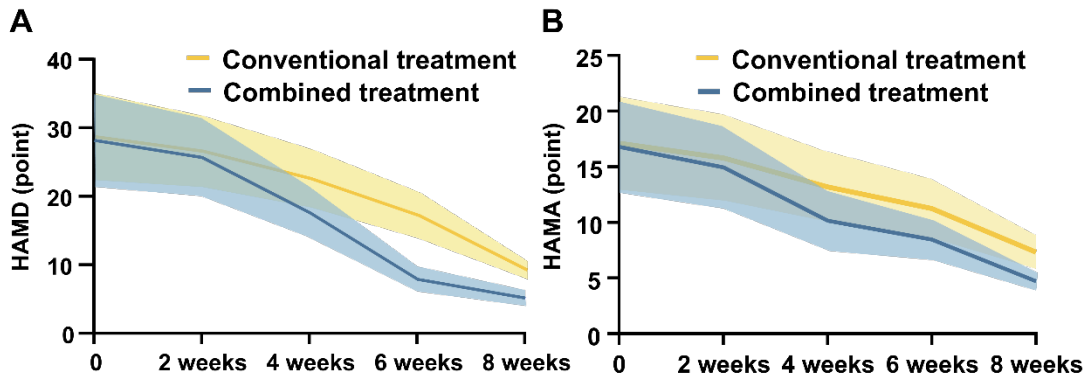 A
Conventional treatment
Combined treatment
HAMD (point)
40
30
20
10
0
0 2 weeks 4 weeks 6 weeks 8 weeks
B
Conventional treatment
Combined treatment
HAMA (point)
25
20
15
10
5
0
0 2 weeks 4 weeks 6 weeks 8 weeks